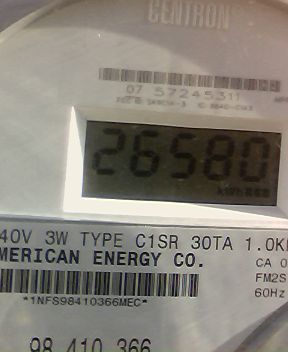 CENTRON
07 57245311
26580
kWh
40V 3W TYPE C1SR 30TA 1.0K
MERICAN ENERGY CO.
CA 0
FM2S
*1NFS98410366MEC*
60Hz
98 410 366